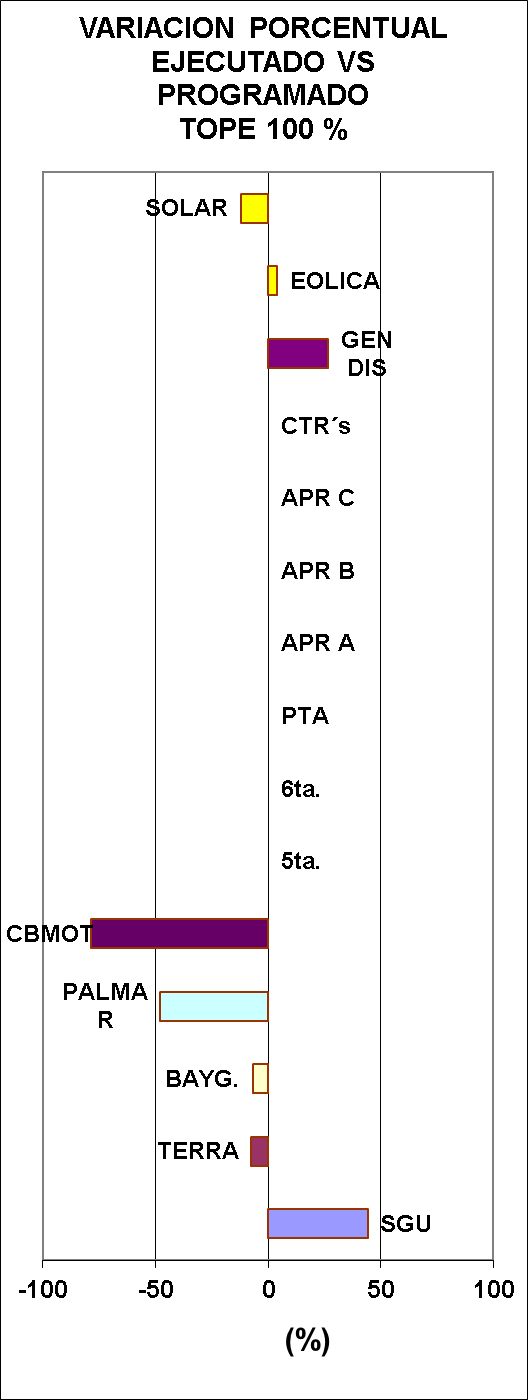 VARIACION PORCENTUAL
EJECUTADO VS
PROGRAMADO
TOPE 100 %
SOLAR
EOLICA
GEN
DIS
CTR´s
APR C
APR B
APR A
PTA
6ta.
5ta.
CBMOT
PALMA
R
BAYG.
TERRA
SGU
-100 -50 0 50 100
(%)